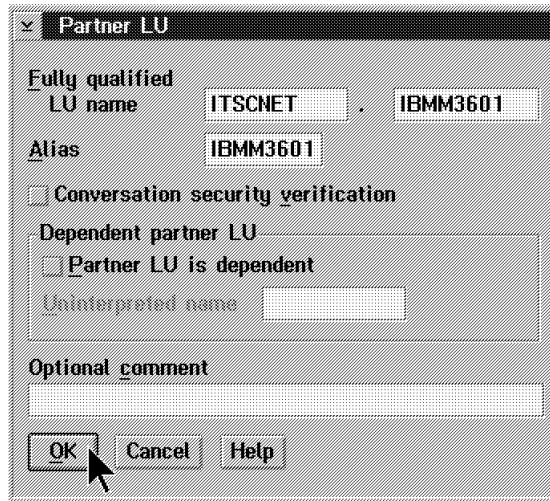 Partner LU
Fully qualified
LU name ITSCNET . IBMM3601
Alias IBMM3601
Conversation security verification
Dependent partner LU
Partner LU is dependent
Uninterpreted name
Optional comment
OK Cancel Help